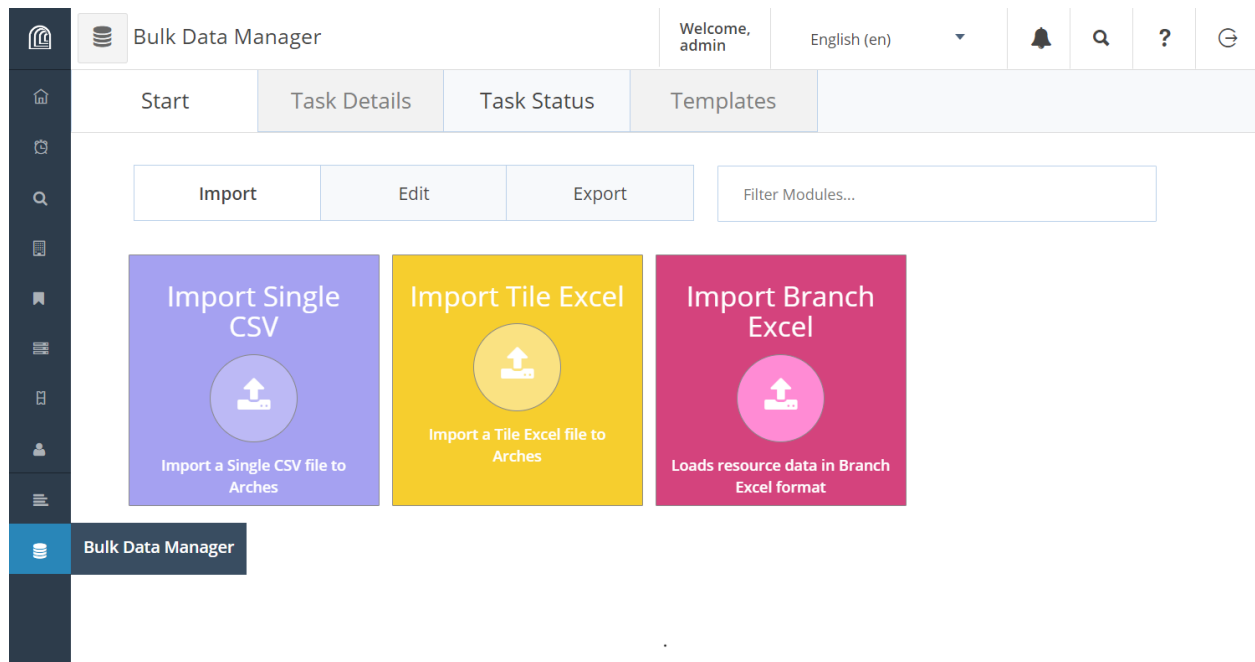 Bulk Data Manager
Welcome,
admin
English (en)
?
Start
Task Details
Task Status
Templates
Import
Edit
Export
Filter Modules...
Import Single
CSV
Import a Single CSV file to
Arches
Import Tile Excel
Import a Tile Excel file to
Arches
Import Branch
Excel
Loads resource data in Branch
Excel format
Bulk Data Manager
.